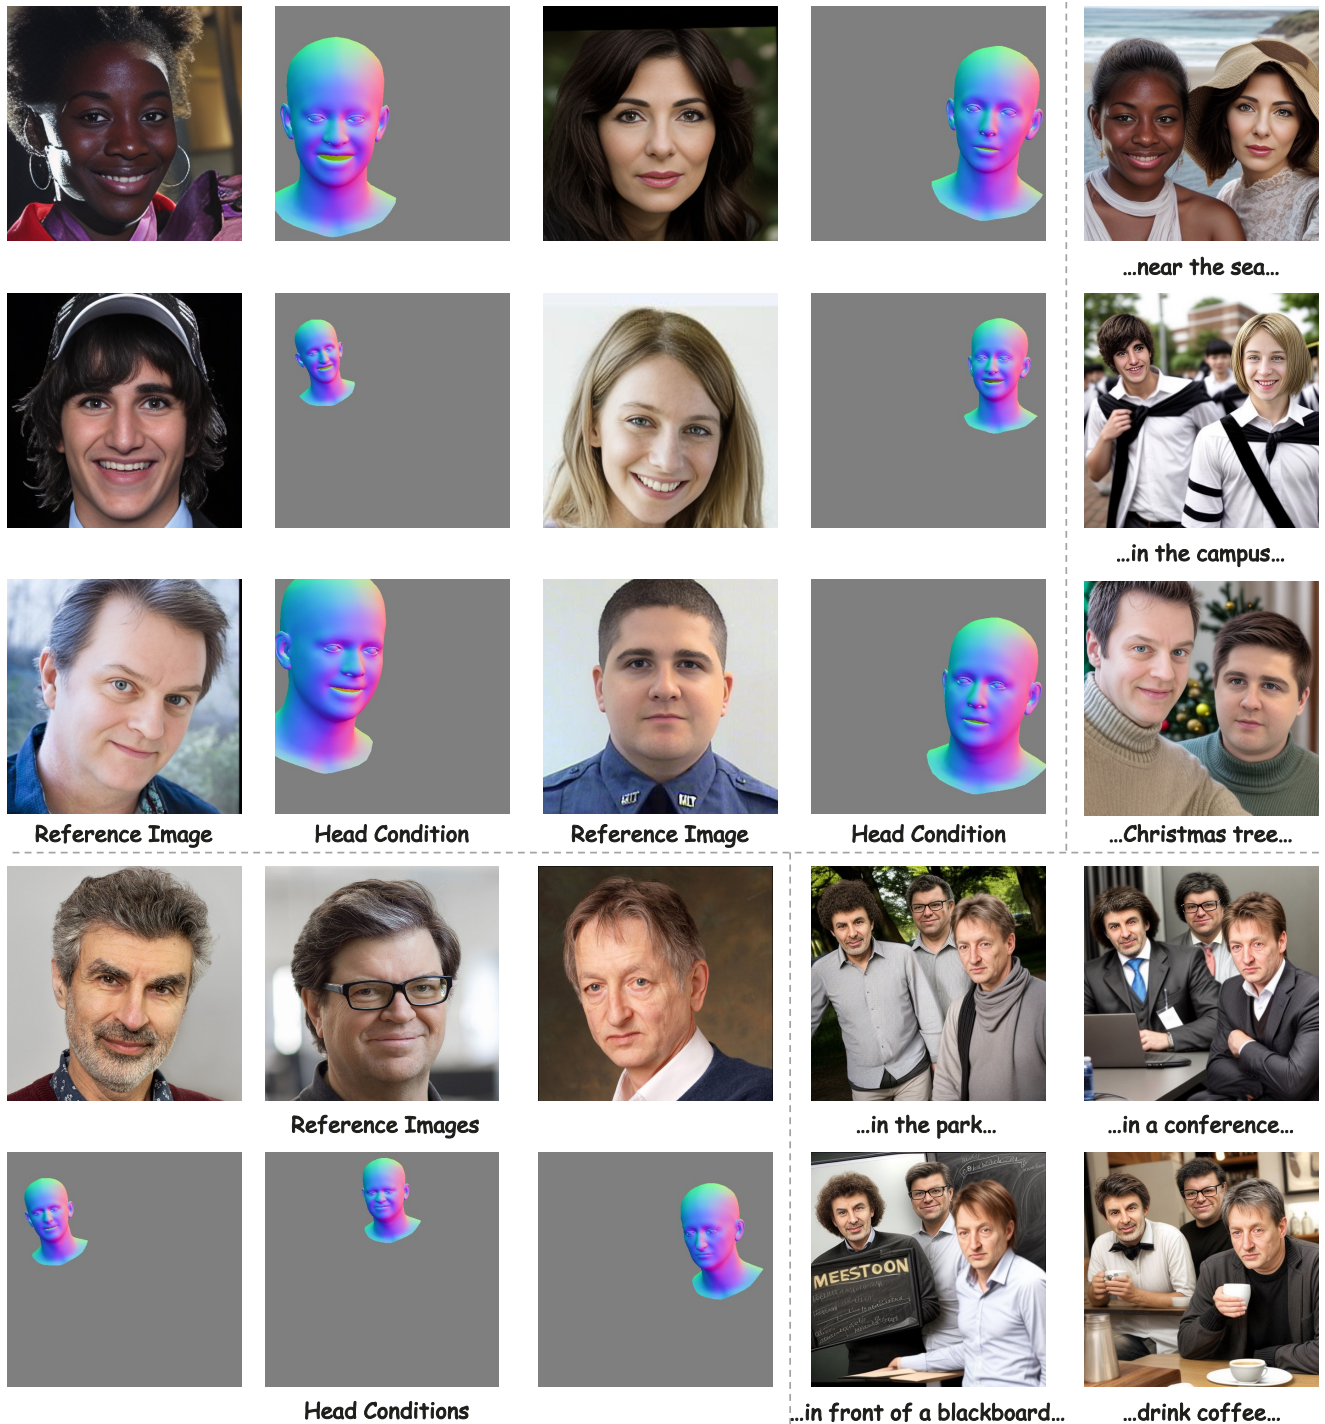 ...near the sea...
...in the campus...
Reference Image
Head Condition
Reference Image
Head Condition
...Christmas tree...
Reference Images
...in the park...
...in a conference...
MEESTOON
Head Conditions
...in front of a blackboard...
...drink coffee...